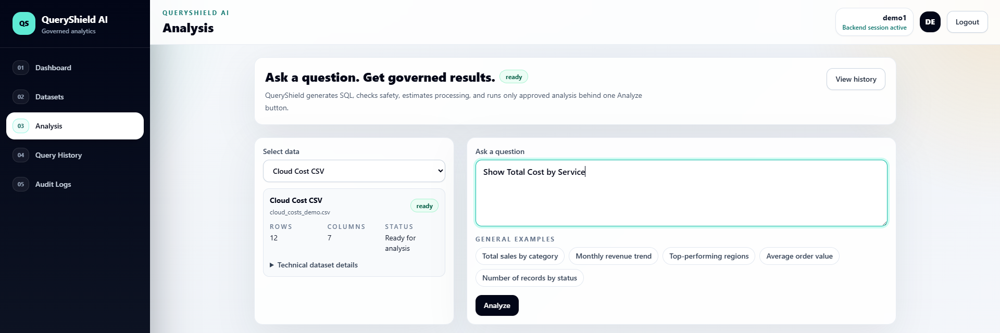 QS
QueryShield AI
Governed analytics
01 Dashboard
02 Datasets
03 Analysis
04 Query History
05 Audit Logs
QUERYSHIELD AI
Analysis
demo1
Backend session active
DE
Logout
Ask a question. Get governed results. ready
QueryShield generates SQL, checks safety, estimates processing, and runs only approved analysis behind one Analyze
button.
View history
Select data
Cloud Cost CSV
Cloud Cost CSV
cloud_costs_demo.csv
ready
ROWS COLUMNS STATUS
12 7 Ready for
analysis
Technical dataset details
Ask a question
Show Total Cost by Service
GENERAL EXAMPLES
Total sales by category Monthly revenue trend Top-performing regions Average order value
Number of records by status
Analyze